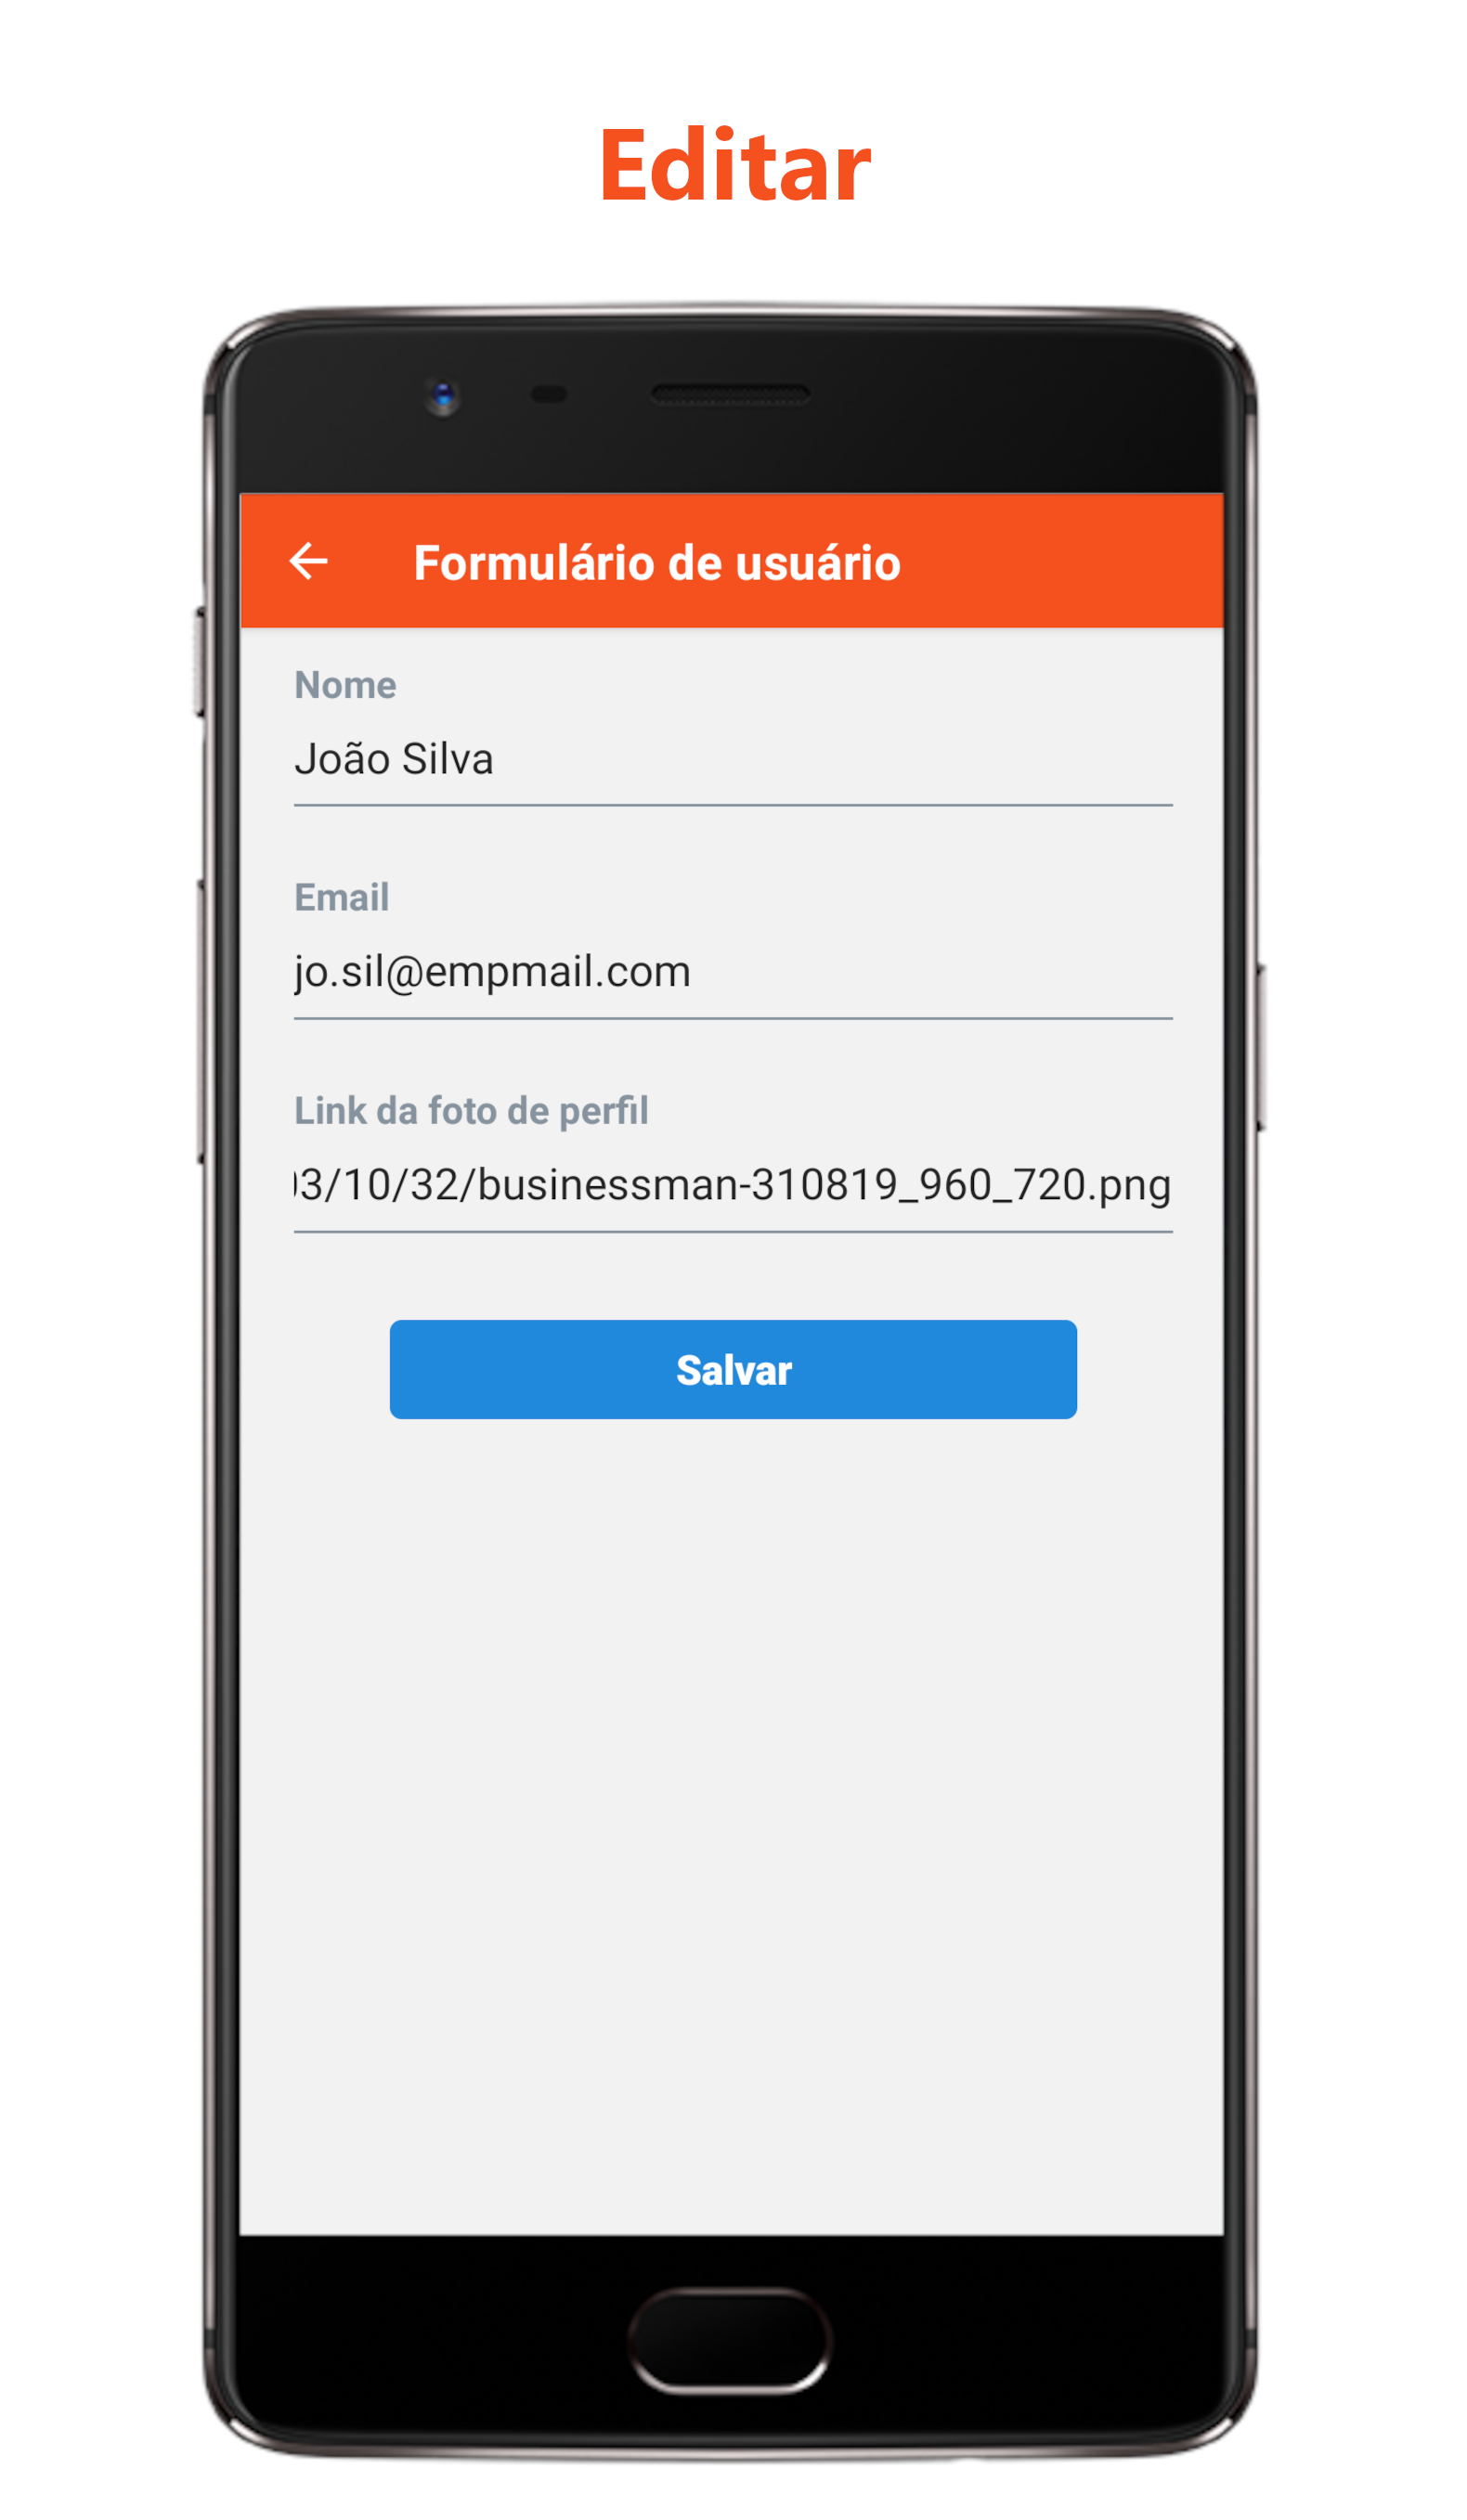 Editar
Formulário de usuário
Nome
João Silva
Email
jo.sil@empmail.com
Link da foto de perfil
3/10/32/businessman-310819_960_720.png
Salvar